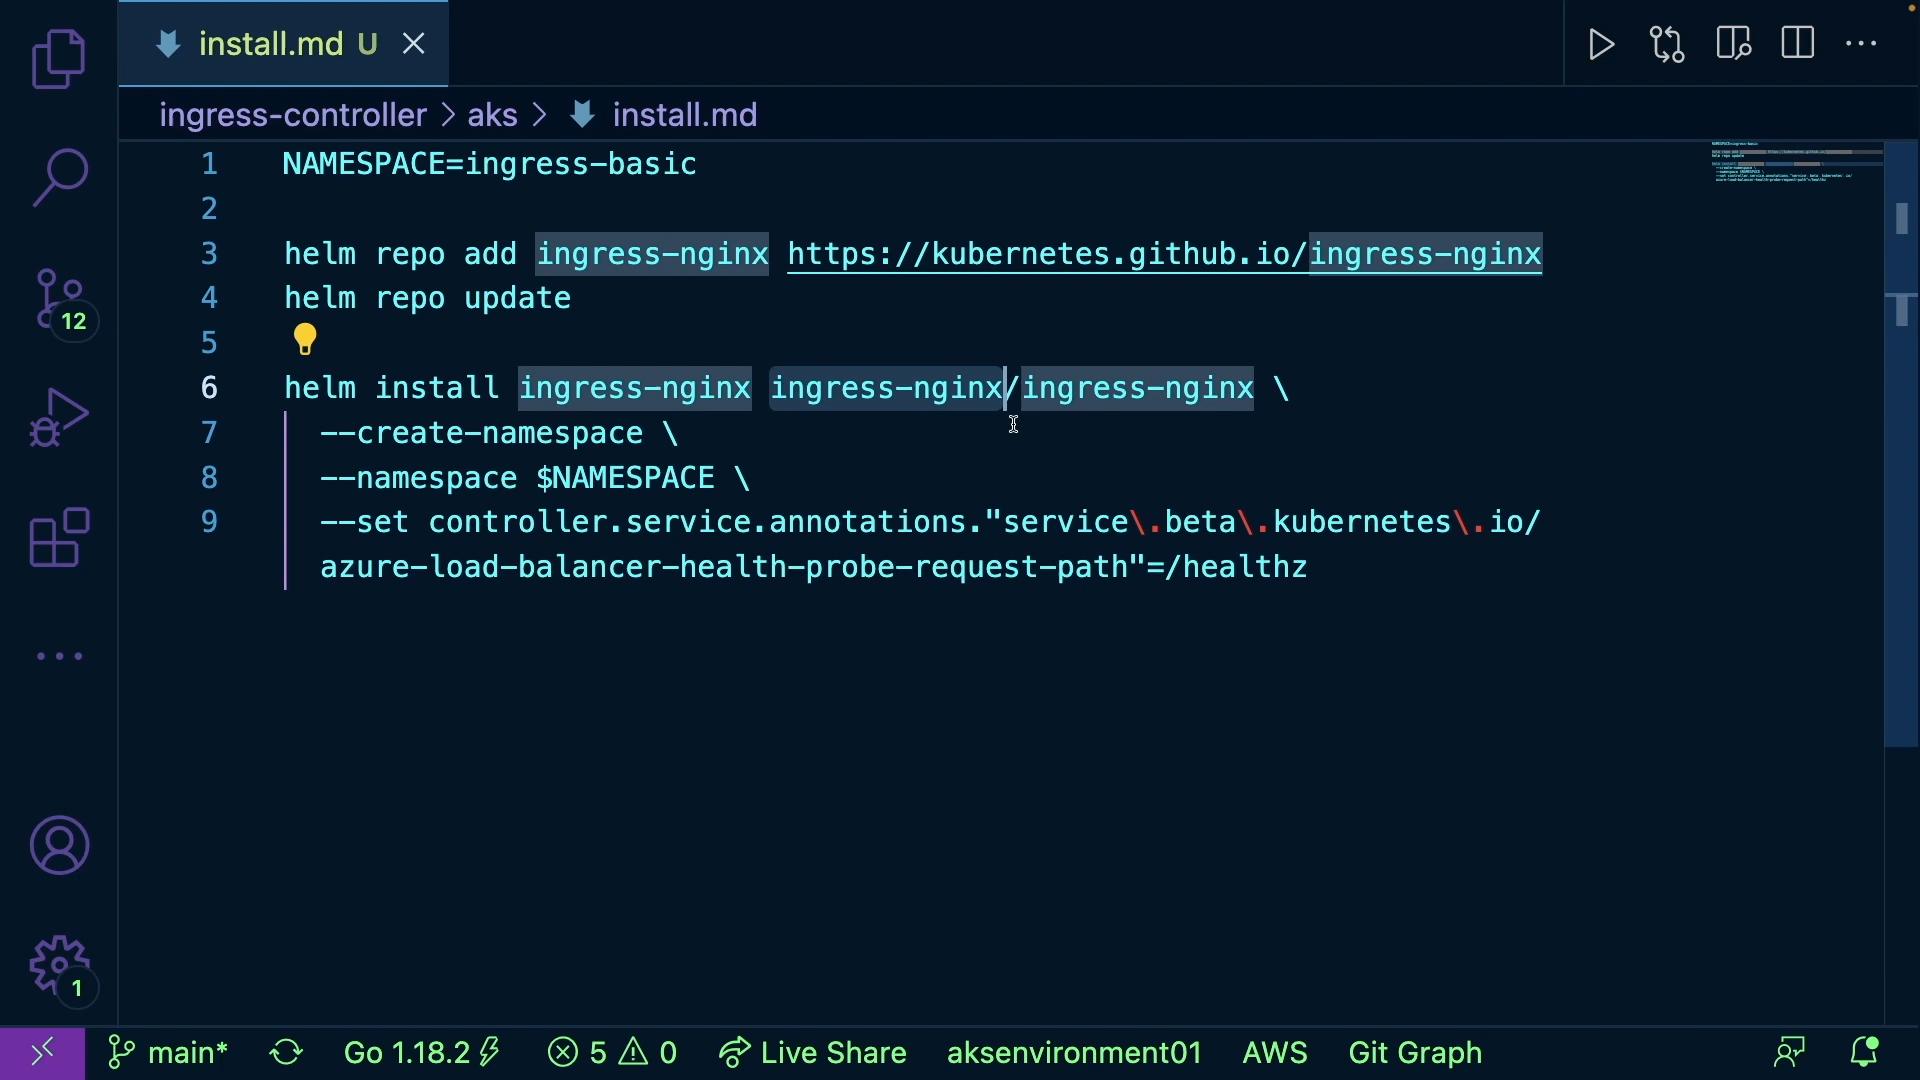 install.md U
ingress-controller > aks > install.md
1 NAMESPACE=ingress-basic
2
3 helm repo add ingress-nginx https://kubernetes.github.io/ingress-nginx
4 helm repo update
5
6 helm install ingress-nginx ingress-nginx/ingress-nginx \
7 --create-namespace \
8 --namespace $NAMESPACE \
9 --set controller.service.annotations."service\.beta\.kubernetes\.io/
azure-load-balancer-health-probe-request-path"=/healthz
12
1
main* Go 1.18.2 5 0 Live Share aksenvironment01 AWS Git Graph